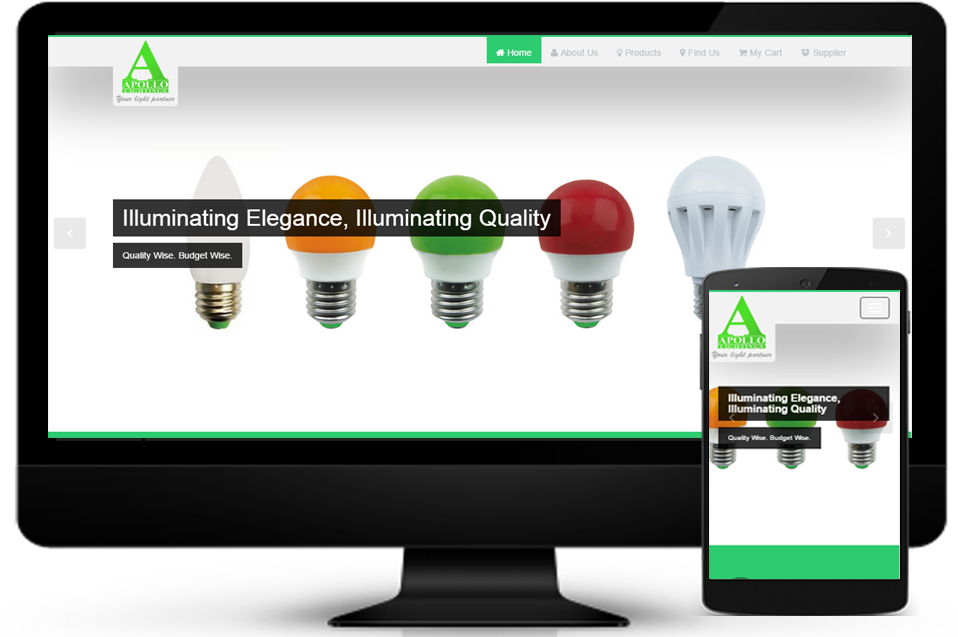 Home About Us Products Find Us My Cart Supplier
A
APOLLO
LIGHTINGS
Your light partner
Illuminating Elegance, Illuminating Quality
Quality Wise. Budget Wise.
A
APOLLO
LIGHTINGS
Your light partner
Illuminating Elegance,
Illuminating Quality
Quality Wise. Budget Wise.